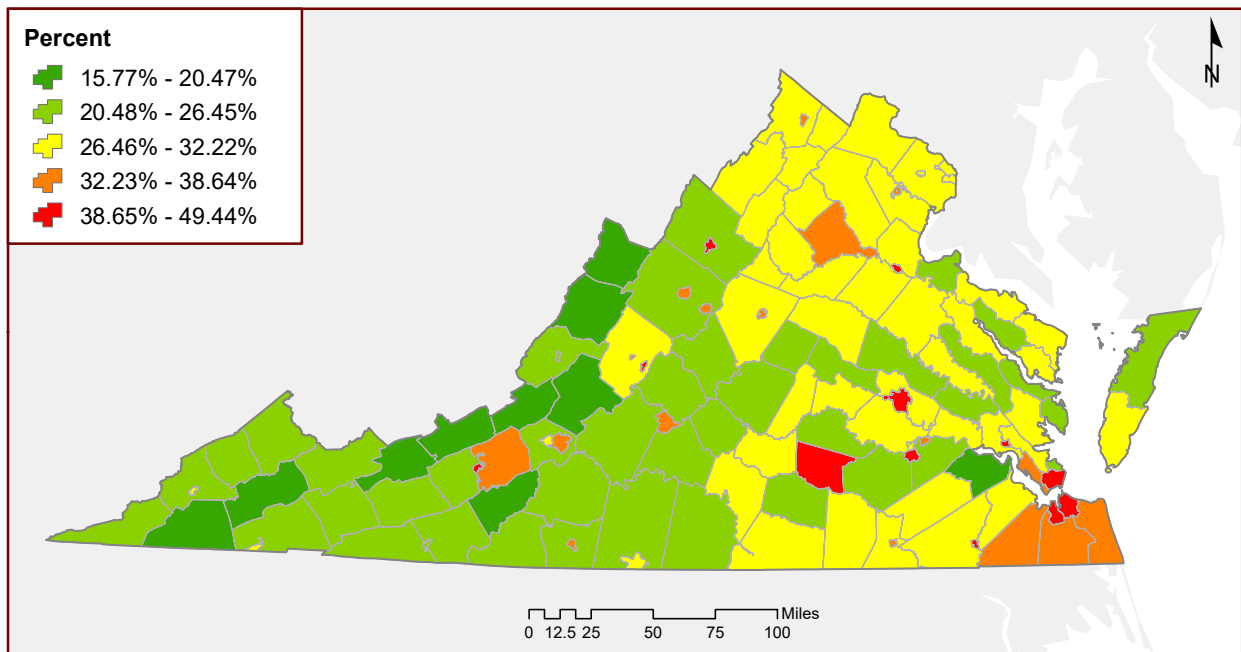 Percent
15.77% - 20.47%
20.48% - 26.45%
26.46% - 32.22%
32.23% - 38.64%
38.65% - 49.44%
N
Miles
0 12.5 25 50 75 100